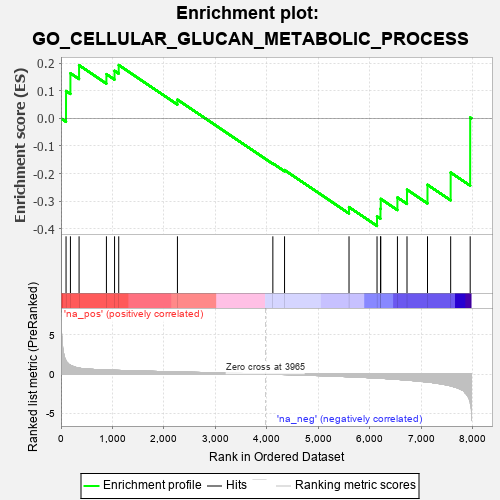 Enrichment plot:
GO_CELLULAR_GLUCAN_METABOLIC_PROCESS
Enrichment score (ES)
0.2
0.1
0.0
-0.1
-0.2
-0.3
-0.4
Ranked list metric (PreRanked)
'na_pos' (positively correlated)
5
0
-5
Zero cross at 3965
'na_neg' (negatively correlated)
0 1,000 2,000 3,000 4,000 5,000 6,000 7,000 8,000
Rank in Ordered Dataset
Enrichment profile Hits Ranking metric scores